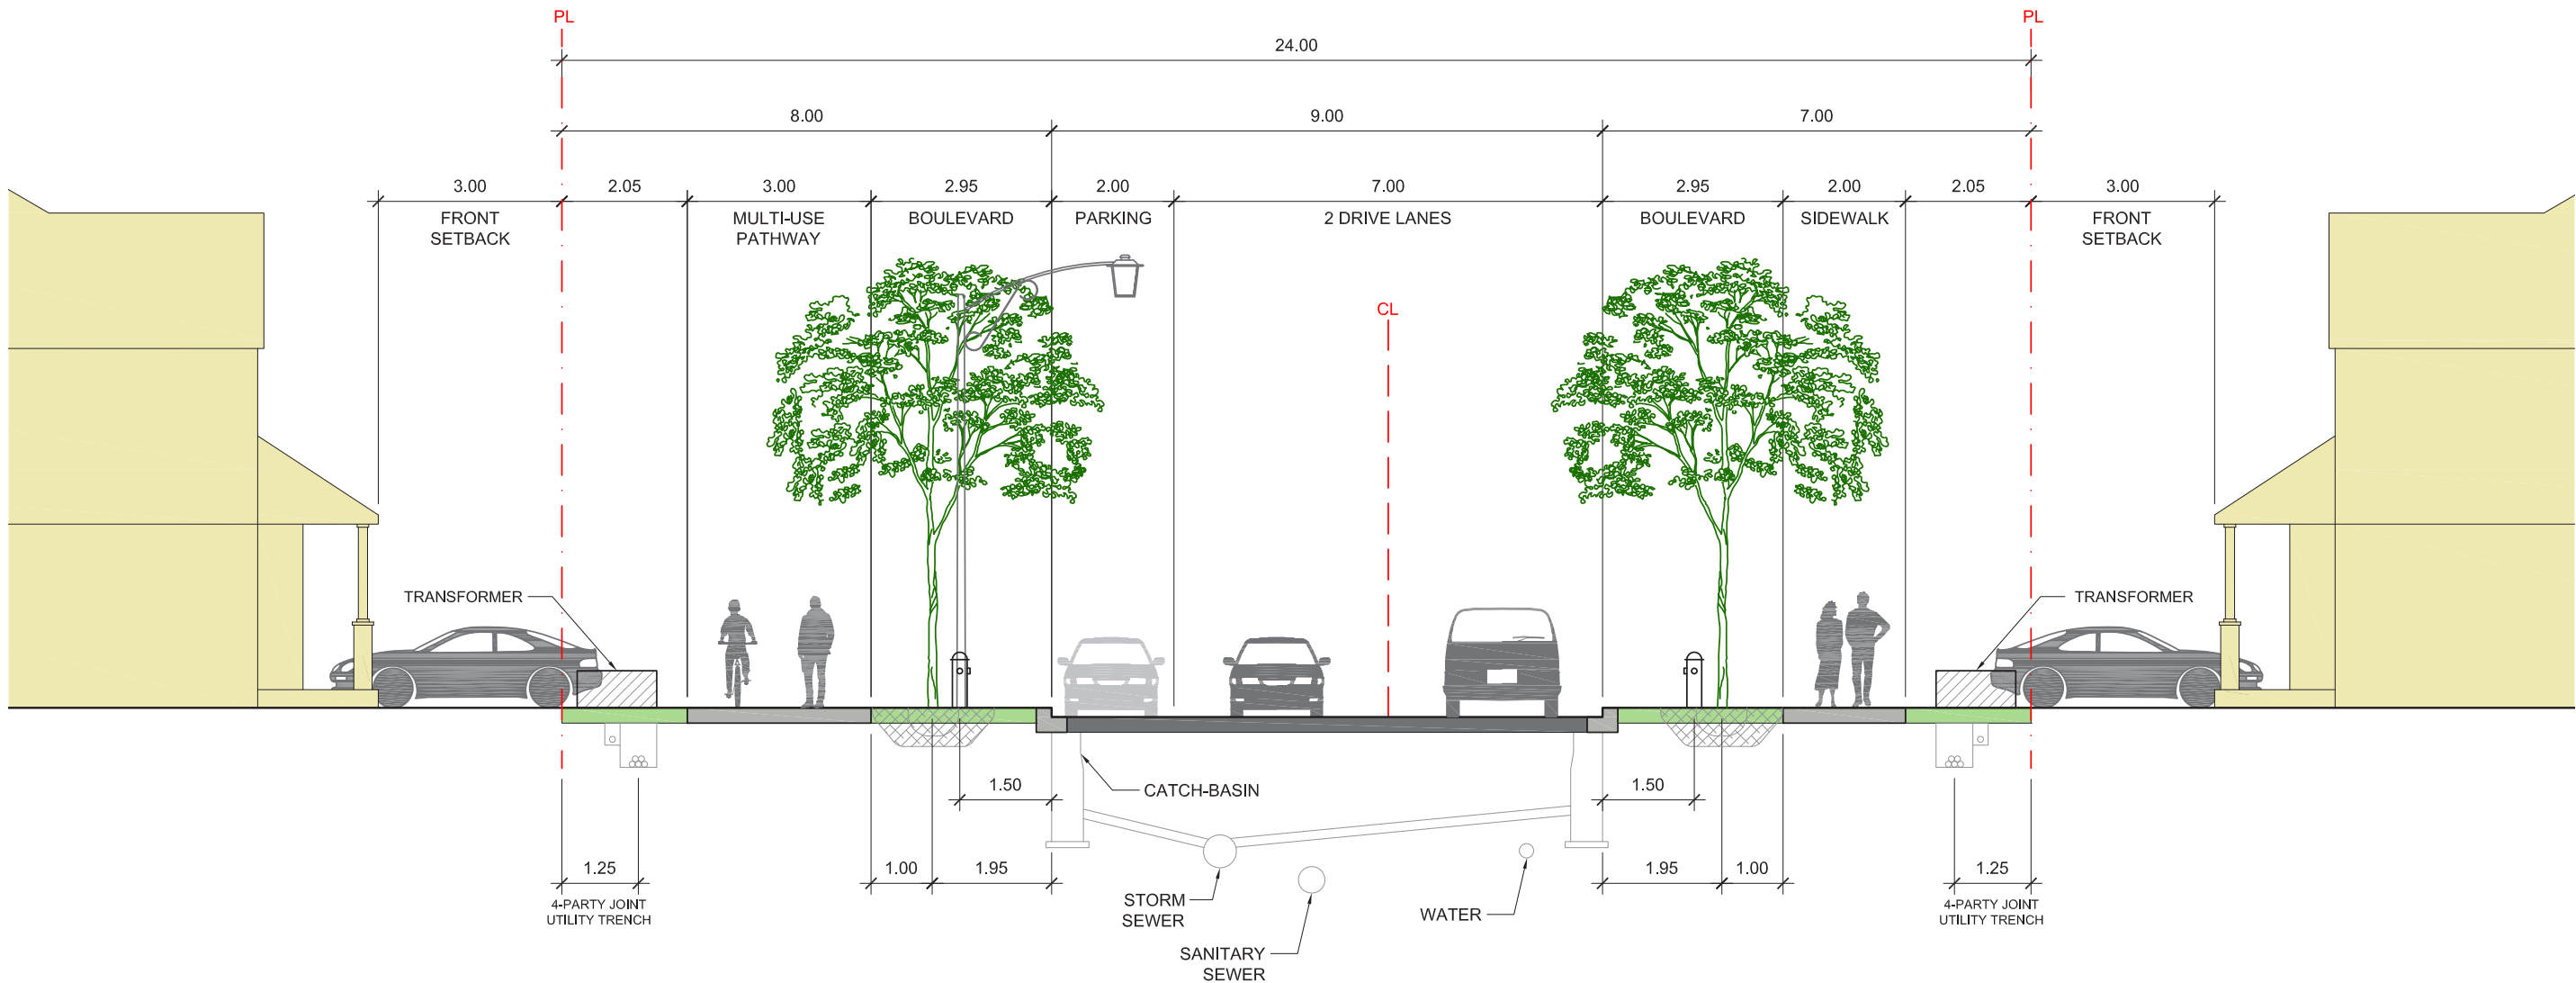 PL
PL
24.00
8.00
9.00
7.00
3.00
2.05
3.00
2.95
2.00
7.00
2.95
2.00
2.05
3.00
FRONT
SETBACK
MULTI-USE
PATHWAY
BOULEVARD
PARKING
2 DRIVE LANES
BOULEVARD
SIDEWALK
FRONT
SETBACK
CL
TRANSFORMER
TRANSFORMER
1.50
CATCH-BASIN
1.50
1.25
1.00
1.95
1.95
1.00
1.25
4-PARTY JOINT
UTILITY TRENCH
STORM
SEWER
WATER
4-PARTY JOINT
UTILITY TRENCH
SANITARY
SEWER